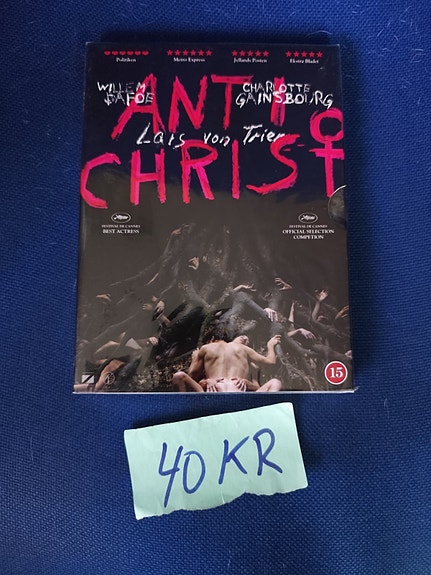 ♥♥♥♥♥♥ ★★★★★★ ★★★★★ ★★★★★
Politiken Metro Express Jyllands Posten Ekstra Bladet
WILLEM DAFOE
CHARLOTTE GAINSBOURG
ANTI
Lars von Trier
CHRIS♀
FESTIVAL DE CANNES
BEST ACTRESS
FESTIVAL DE CANNES
OFFICIAL SELECTION
COMPETITION
15
40 KR